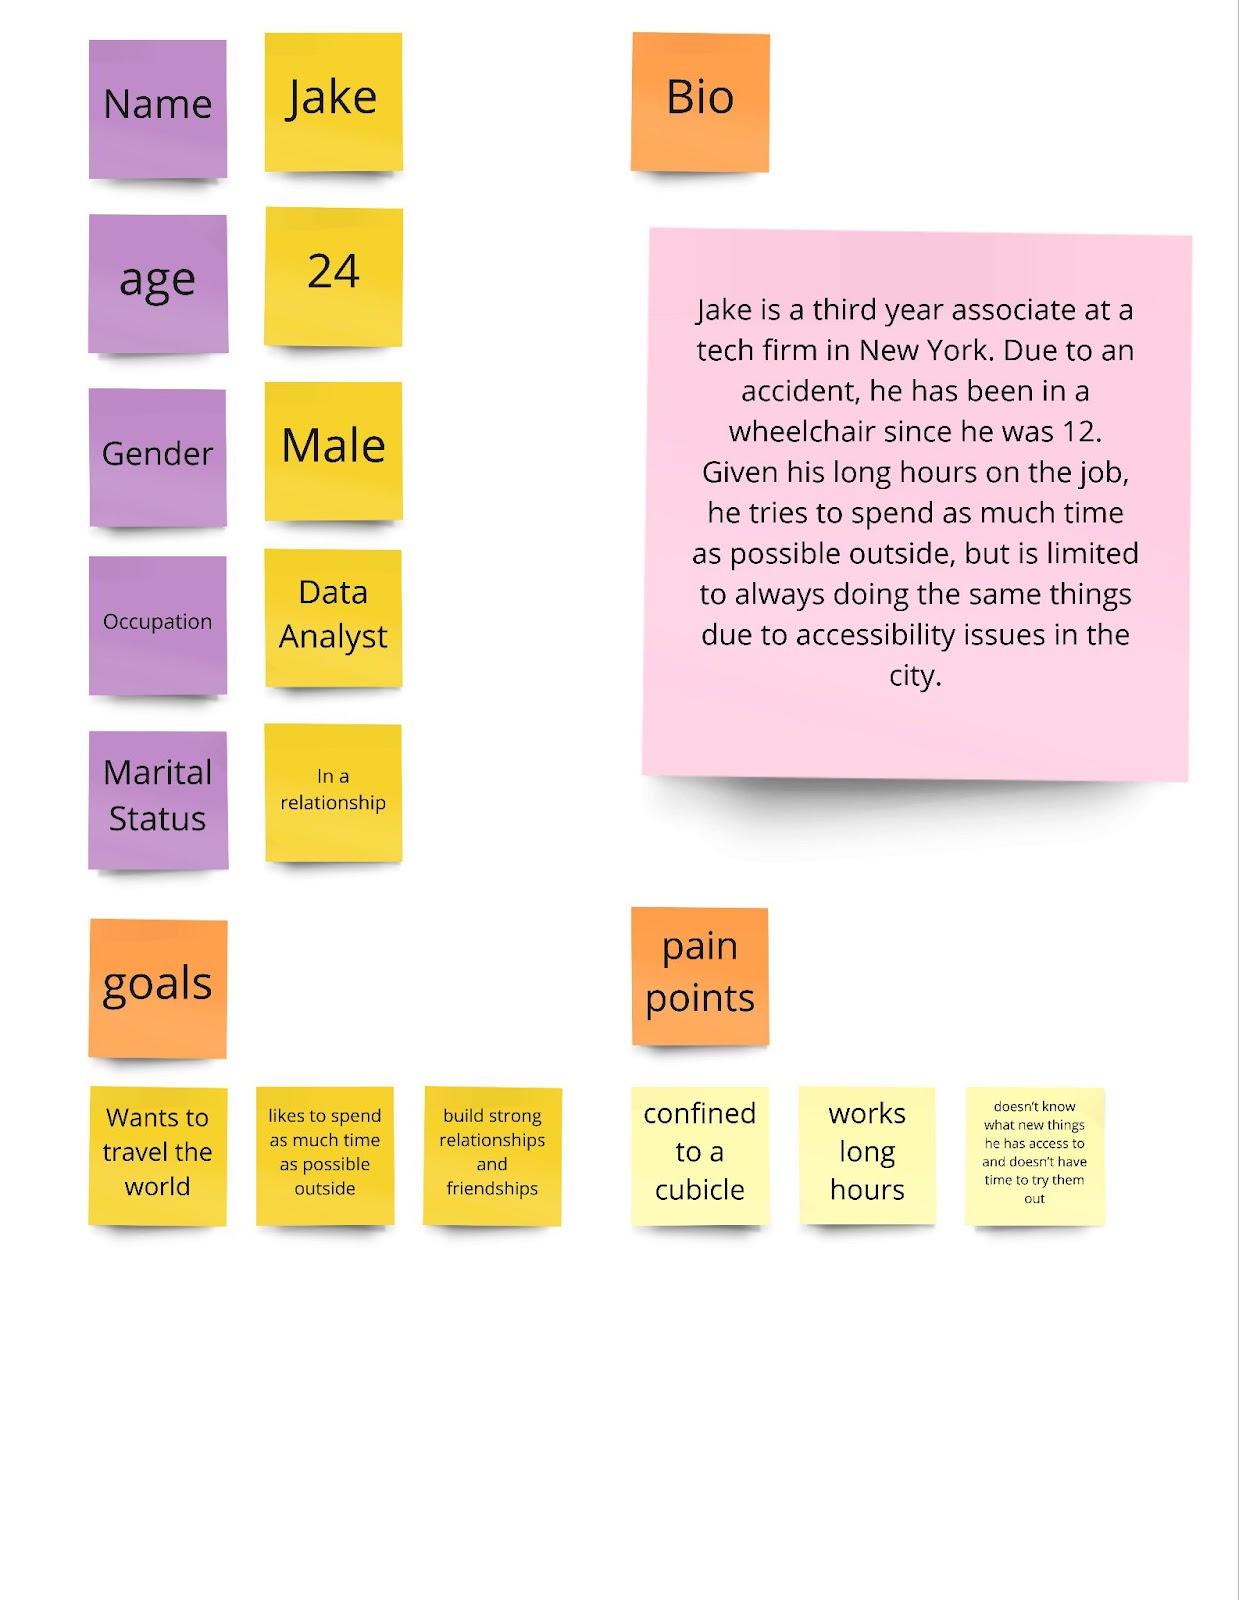 Name
Jake
age
24
Gender
Male
Occupation
Data
Analyst
Marital
Status
In a
relationship
Bio
Jake is a third year associate at a
tech firm in New York. Due to an
accident, he has been in a
wheelchair since he was 12.
Given his long hours on the job,
he tries to spend as much time
as possible outside, but is limited
to always doing the same things
due to accessibility issues in the
city.
goals
Wants to
travel the
world
likes to spend
as much time
as possible
outside
build strong
relationships
and
friendships
pain
points
confined
to a
cubicle
works
long
hours
doesn't know
what new things
he has access to
and doesn't have
time to try them
out